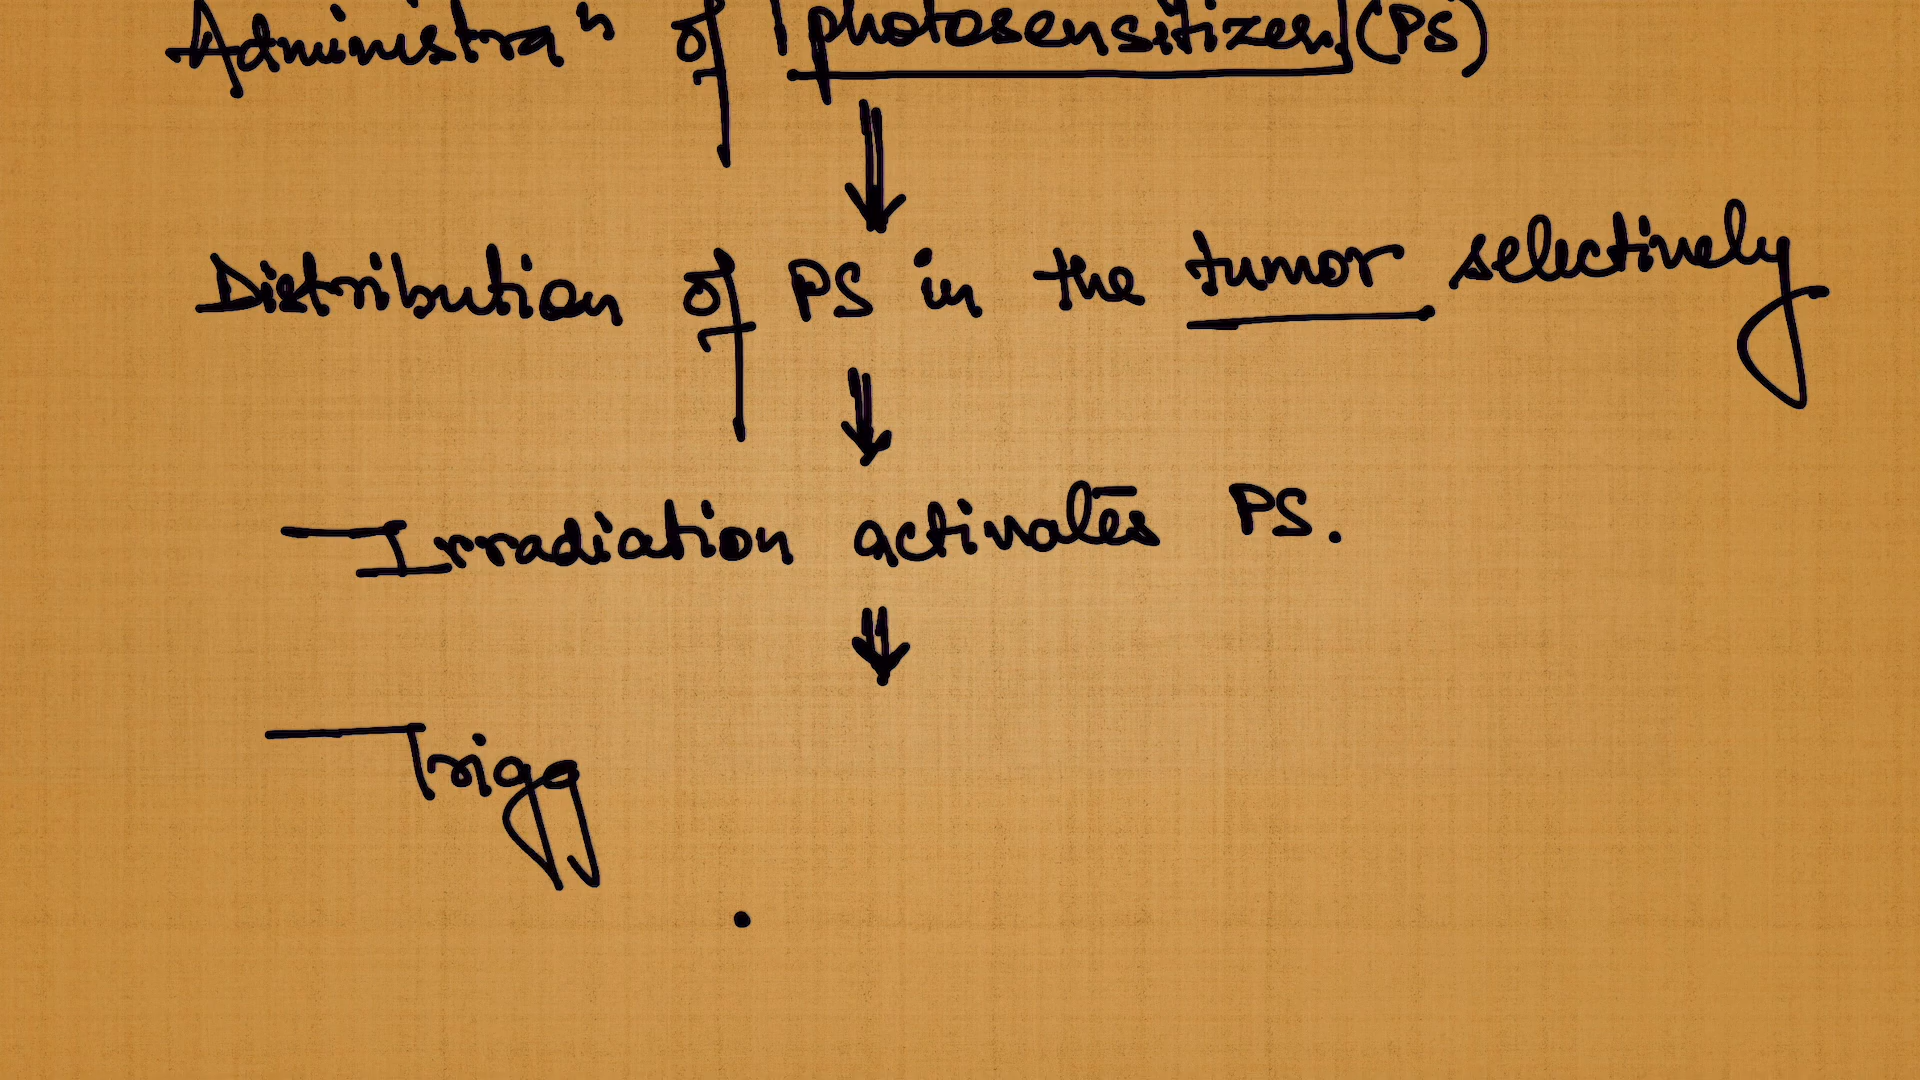 Administraⁿ of photosensitizer (PS)
Distribution of PS in the tumor selectively
Irradiation activates PS.
Trigg